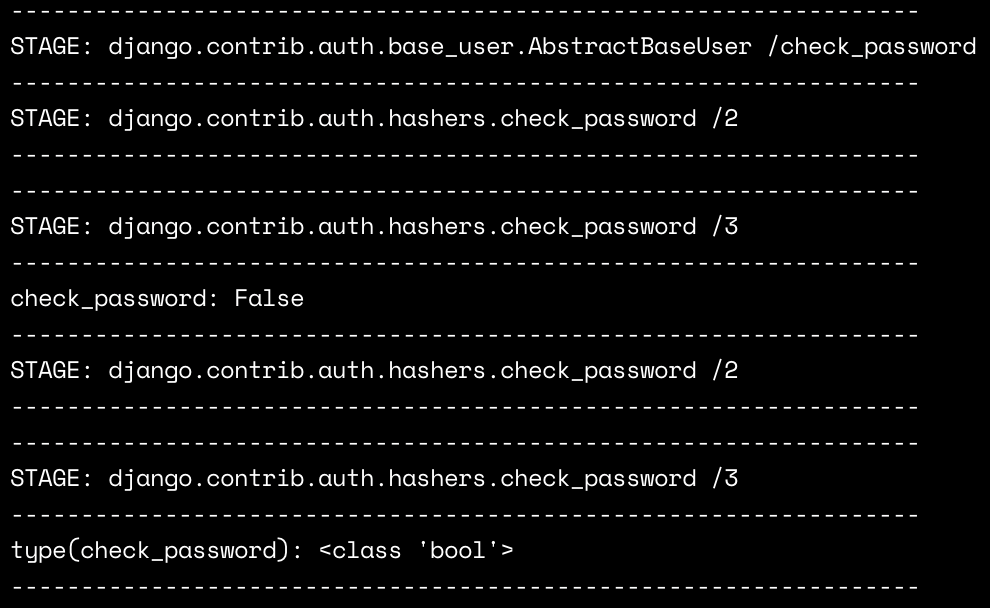 -----------------------------------------------------------------
STAGE: django.contrib.auth.base_user.AbstractBaseUser /check_password
-----------------------------------------------------------------
STAGE: django.contrib.auth.hashers.check_password /2
-----------------------------------------------------------------
-----------------------------------------------------------------
STAGE: django.contrib.auth.hashers.check_password /3
-----------------------------------------------------------------
check_password: False
-----------------------------------------------------------------
STAGE: django.contrib.auth.hashers.check_password /2
-----------------------------------------------------------------
-----------------------------------------------------------------
STAGE: django.contrib.auth.hashers.check_password /3
-----------------------------------------------------------------
type(check_password): <class 'bool'>
-----------------------------------------------------------------